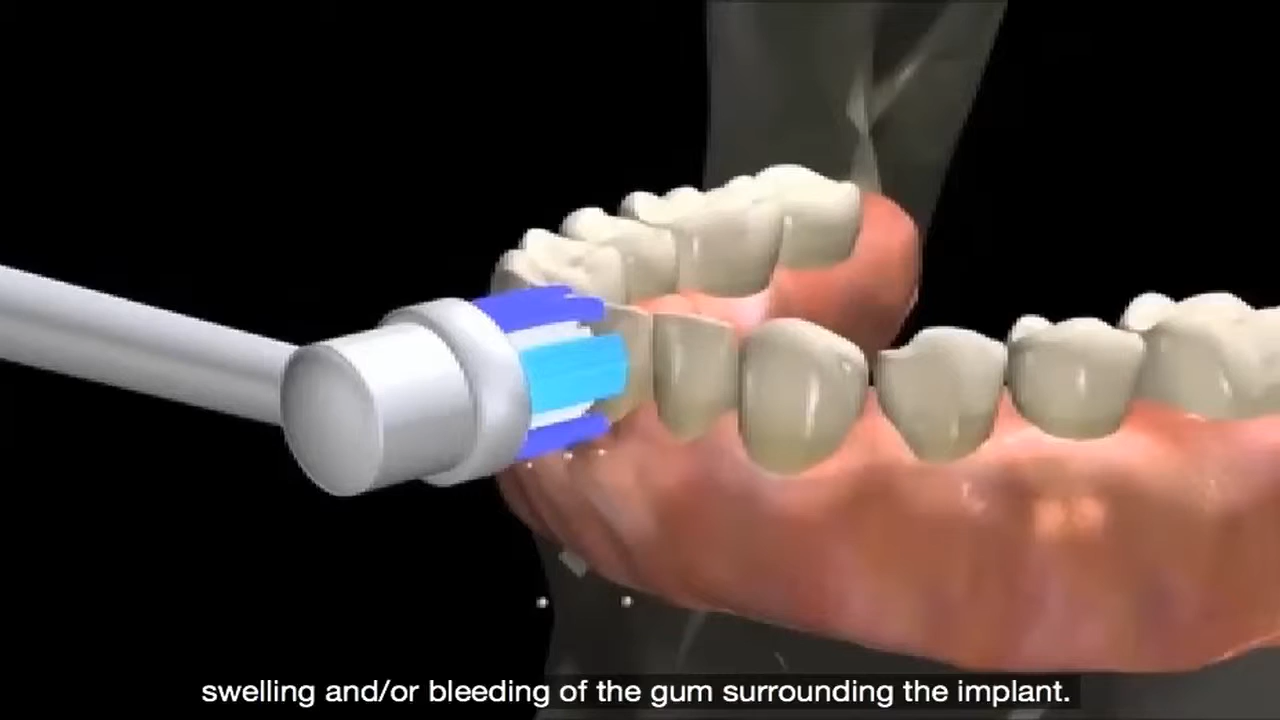 swelling and/or bleeding of the gum surrounding the implant.